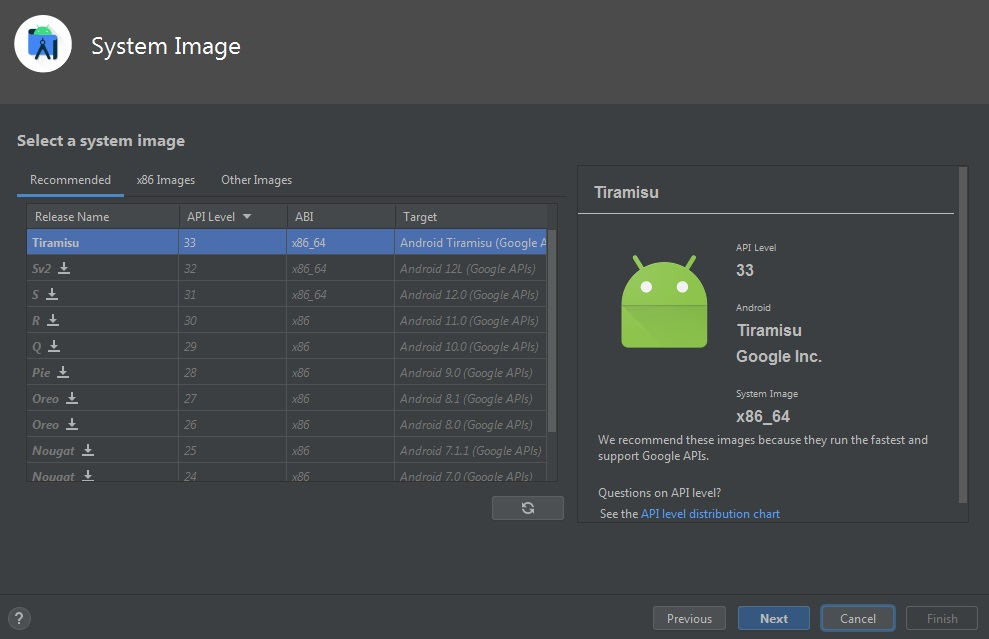 System Image
Select a system image
Recommended x86 Images Other Images
Release Name API Level ABI Target
Tiramisu 33 x86_64 Android Tiramisu (Google A
Sv2 32 x86_64 Android 12L (Google APIs)
S 31 x86_64 Android 12.0 (Google APIs)
R 30 x86 Android 11.0 (Google APIs)
Q 29 x86 Android 10.0 (Google APIs)
Pie 28 x86 Android 9.0 (Google APIs)
Oreo 27 x86 Android 8.1 (Google APIs)
Oreo 26 x86 Android 8.0 (Google APIs)
Nougat 25 x86 Android 7.1.1 (Google APIs)
Nougat 24 x86 Android 7.0 (Google APIs)
Tiramisu
API Level
33
Android
Tiramisu
Google Inc.
System Image
x86_64
We recommend these images because they run the fastest and
support Google APIs.
Questions on API level?
See the API level distribution chart
? Previous Next Cancel Finish